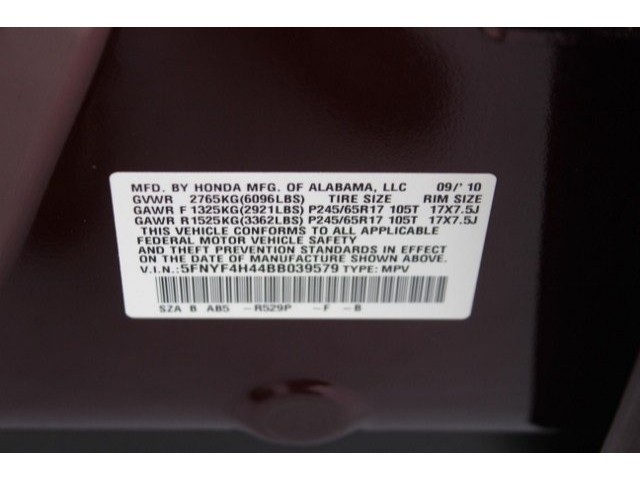 MFD. BY HONDA MFG. OF ALABAMA, LLC 09/'10
GVWR 2765KG(6096LBS) TIRE SIZE RIM SIZE
GAWR F 1325KG(2921LBS) P245/65R17 105T 17X7.5J
GAWR R 1525KG(3362LBS) P245/65R17 105T 17X7.5J
THIS VEHICLE CONFORMS TO ALL APPLICABLE
FEDERAL MOTOR VEHICLE SAFETY
AND THEFT PREVENTION STANDARDS IN EFFECT
ON THE DATE OF MANUFACTURE SHOWN ABOVE.
V.I.N.: 5FNYF4H44BB039579 TYPE: MPV
SZA B AB5 -R529P -F -B